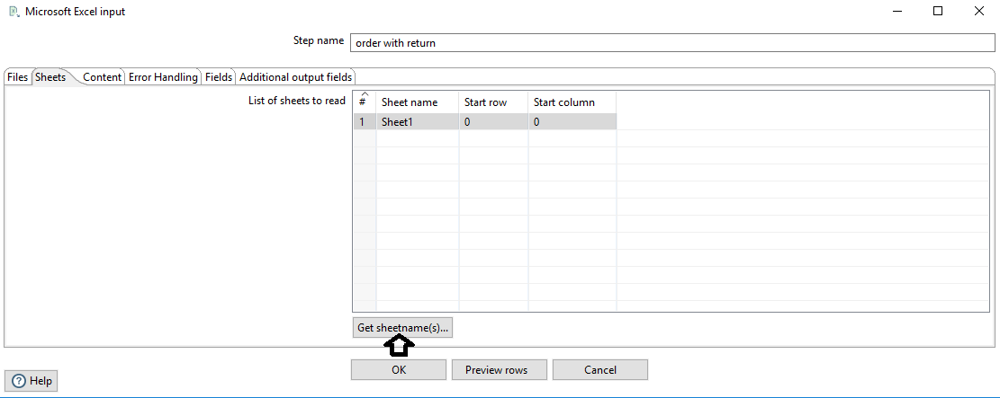 Microsoft Excel input
Step name order with return
Files Sheets Content Error Handling Fields Additional output fields
List of sheets to read
# Sheet name Start row Start column
1 Sheet1 0 0
Get sheetname(s)...
OK Preview rows Cancel
Help